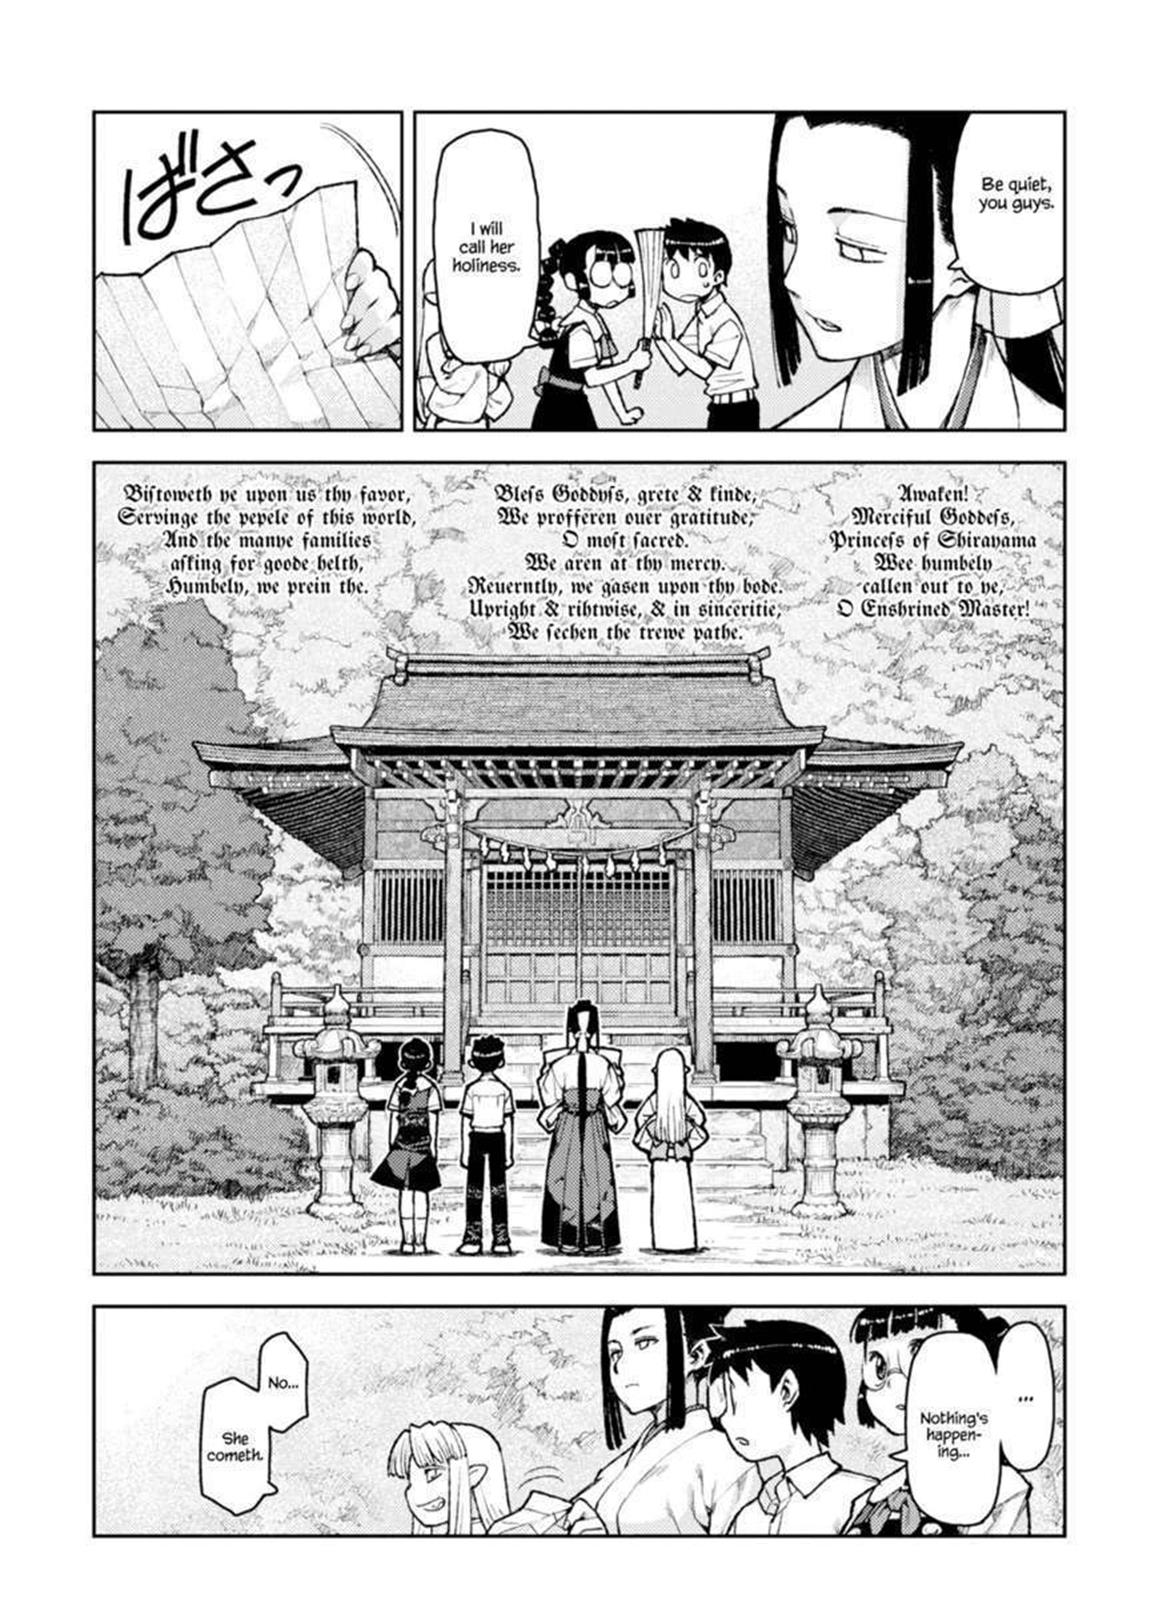 Be quiet,
you guys.
I will
call her
holiness.
ばさっ
Awaken!
Merciful Goddeſs,
Princeſs of Shirayama
Wee humbely
callen out to ye,
O Enshrined Master!
Bleſs Goddyſs, grete & kinde,
We profferen ouer gratitude,
O moſt ſacred.
We aren at thy mercy.
Reuerntly, we gasen upon thy bode.
Upright & rihtwise, & in sinceritie,
We ſechen the trewe pathe.
Biſtoweth ye upon us thy favor,
Servinge the pepele of this world,
And the manye families
aſking for goode helth,
Humbely, we prein the.
...
Nothing's
happen-
ing...
No...
She
cometh.